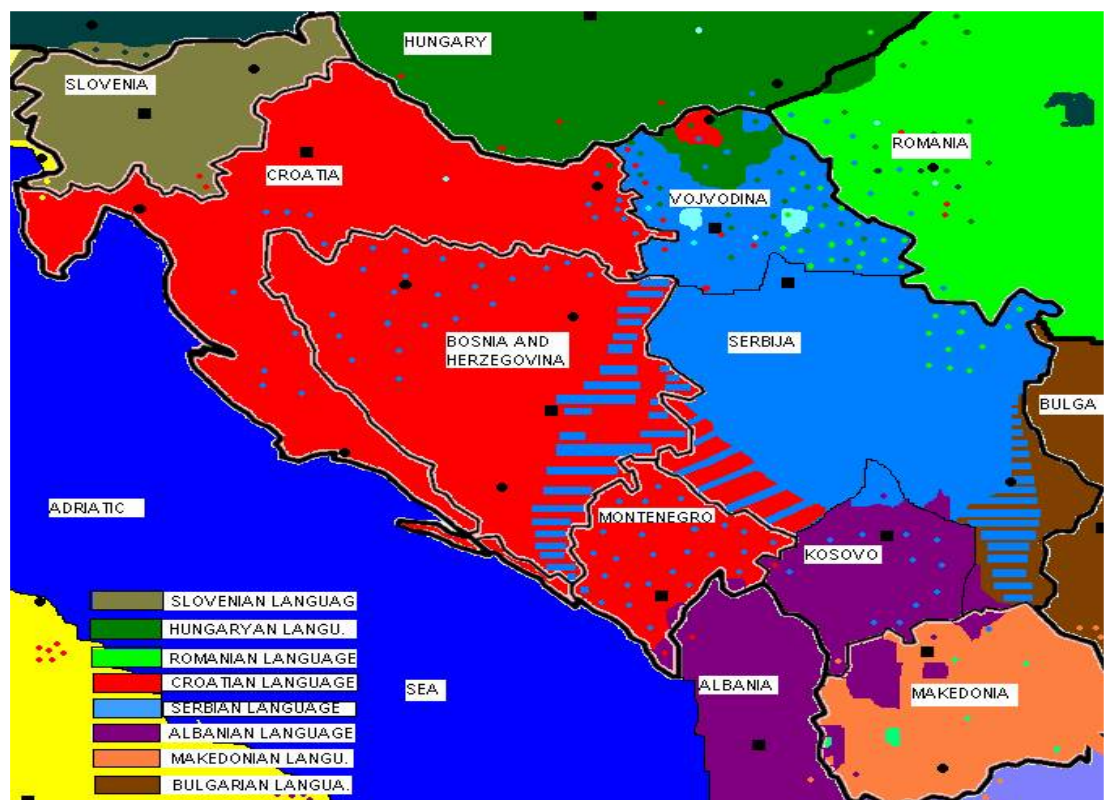 HUNGARY
SLOVENIA
ROMANIA
CROATIA
VOJVODINA
BOSNIA AND
HERZEGOVINA
SERBIJA
BULGA
ADRIATIC
MONTENEGRO
KOSOVO
SEA
ALBANIA
MAKEDONIA
SLOVENIAN LANGUAG
HUNGARYAN LANGU.
ROMANIAN LANGUAGE
CROATIAN LANGUAGE
SERBIAN LANGUAGE
ALBANIAN LANGUAGE
MAKEDONIAN LANGU.
BULGARIAN LANGUA.